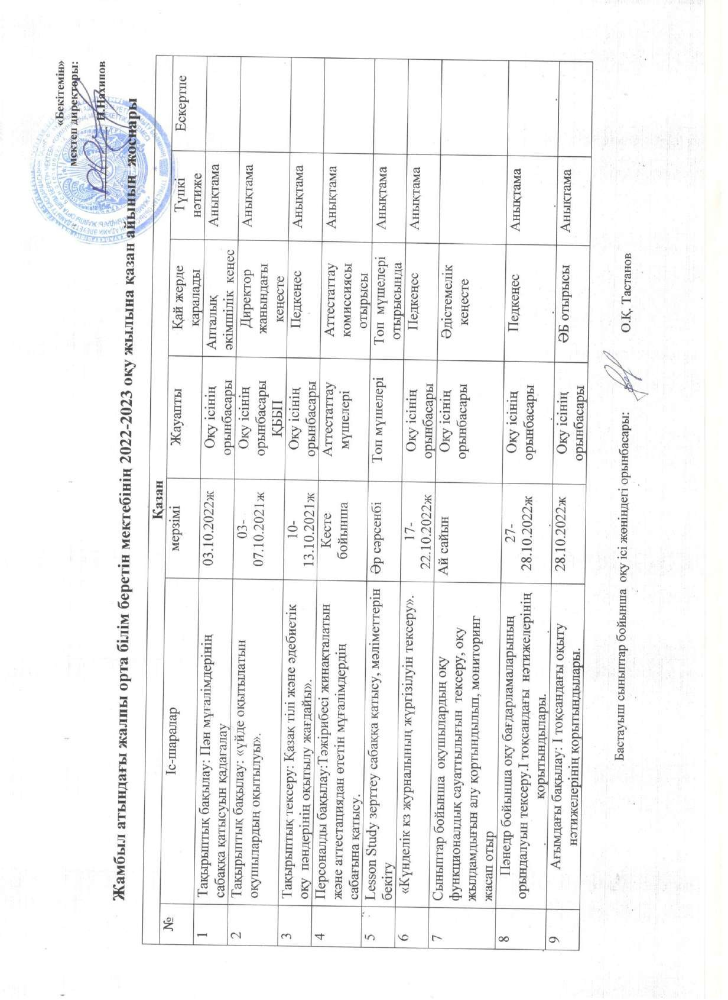 «Бекітемін»
мектеп директоры:
Н.Нахипов
Жамбыл атындағы жалпы орта білім беретін мектебінің 2022-2023 оқу жылына қазан айының жоспары
Қазан
№ Іс-шаралар мерзімі Жауапты Қай жерде қаралады Түпкі нәтиже Ескертпе
1 Тақырыптық бақылау: Пән мұғалімдерінің
сабаққа қатысуын қадағалау
03.10.2022ж
Оқу ісінің
орынбасары
Апталық
әкімшілік кеңес
Анықтама
2 Тақырыптық бақылау: «үйде оқытылатын
оқушылардың оқытылуы».
03-
07.10.2021ж
Оқу ісінің
орынбасары
ҚББП
Директор
жанындағы
кеңесте
Анықтама
3 Тақырыптық тексеру: Қазақ тілі және әдебистік
оқу пәндерінің оқытылу жағдайы».
10-
13.10.2021ж
Оқу ісінің
орынбасары
Педкеңес
Анықтама
4 Персоналды бақылау:Тәжірибесі жинақталатын
және аттестациядан өтетін мұғалімдердің
сабағына қатысу.
Кесте
бойынша
Аттестаттау
мүшелері
Аттестаттау
комиссиясы
отырысы
Анықтама
5 Lesson Study зерттеу сабаққа қатысу, мәліметтерін
бекіту
Әр сәрсенбі
Топ мүшелері
Топ мүшелері
отырысында
Анықтама
6 «Күнделік кз журналының жүргізілуін тексеру».
17-
22.10.2022ж
Оқу ісінің
орынбасары
Педкеңес
Анықтама
7 Сыныптар бойынша оқушылардың оқу
функционалдық сауаттылығын тексеру, оқу
жылдамдығын алу қортындылып, мониторинг
жасап отыр
Ай сайын
Оқу ісінің
орынбасары
Әдістемелік
кеңесте
8 Пәнедр бойынша оқу бағдарламаларының
орындалуын тексеру.І тоқсандағы нәтижелерінің
қорытындылары.
27-
28.10.2022ж
Оқу ісінің
орынбасары
Педкеңес
Анықтама
9 Ағымдағы бақылау: І тоқсандағы оқыту
нәтижелерінің қорытындылары.
28.10.2022ж
Оқу ісінің
орынбасары
ӘБ отырысы
Анықтама
Бастауыш сыныптар бойынша оқу ісі жөніндегі орынбасары: О.Қ. Тастанов